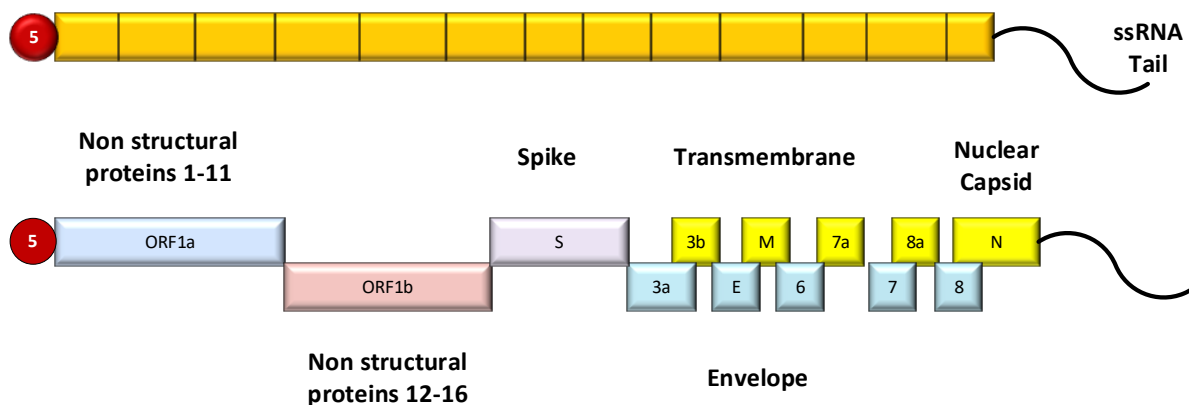 5
ssRNA
Tail
Non structural
proteins 1-11
Spike
Transmembrane
Nuclear
Capsid
5
ORF1a
S
3b
M
7a
8a
N
ORF1b
3a
E
6
7
8
Non structural
proteins 12-16
Envelope